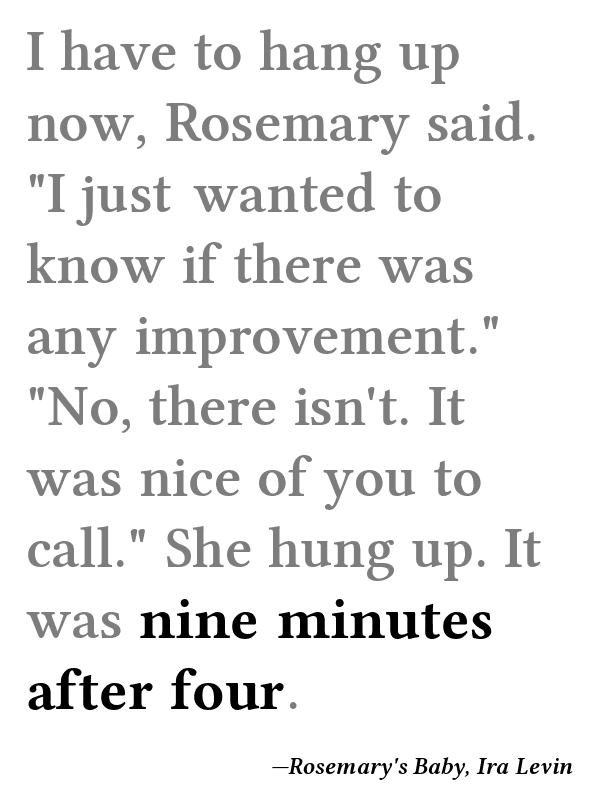 I have to hang up
now, Rosemary said.
"I just wanted to
know if there was
any improvement."
"No, there isn't. It
was nice of you to
call." She hung up. It
was nine minutes
after four.
—Rosemary's Baby, Ira Levin